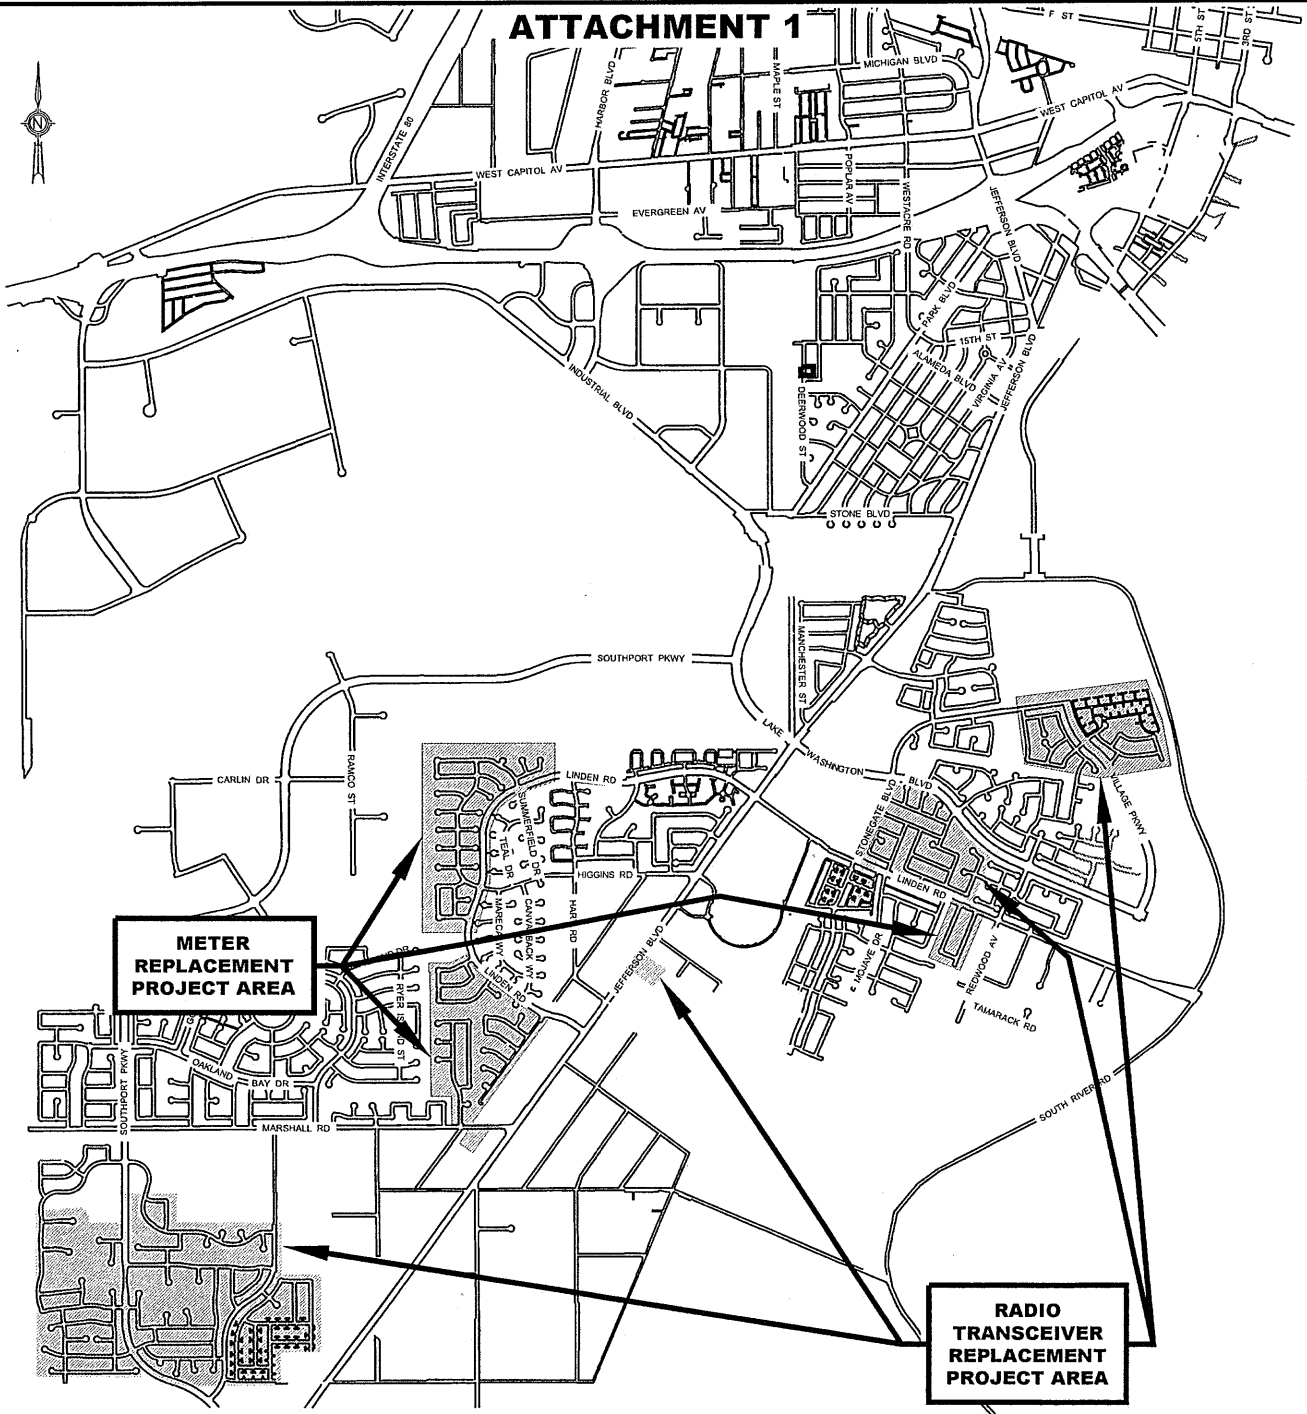 ATTACHMENT 1
F ST
5TH ST
3RD ST
MICHIGAN BLVD
HARBOR BLVD
MAPLE ST
WEST CAPITOL AV
N
INTERSTATE 80
WEST CAPITOL AV
POPLAR AV
WESTACRE RD
JEFFERSON BLVD
EVERGREEN AV
PARK BLVD
15TH ST
ALAMEDA BLVD
VIRGINIA AV
JEFFERSON BLVD
INDUSTRIAL BLVD
DEERWOOD ST
STONE BLVD
MANCHESTER ST
SOUTHPORT PKWY
LAKE
WASHINGTON
BLVD
CARLIN DR
RAMCO ST
LINDEN RD
SUMMERFIELD DR
TEAL DR
STONEGATE BLVD
VILLAGE PKWY
HIGGINS RD
LINDEN RD
MARECA WY
CANVASBACK WY
JEFFERSON BLVD
MOJAVE DR
REDWOOD AV
METER
REPLACEMENT
PROJECT AREA
LINDEN RD
TAMARACK RD
OAKLAND
BAY DR
SOUTHPORT PKWY
SOUTH RIVER RD
MARSHALL RD
RADIO
TRANSCEIVER
REPLACEMENT
PROJECT AREA